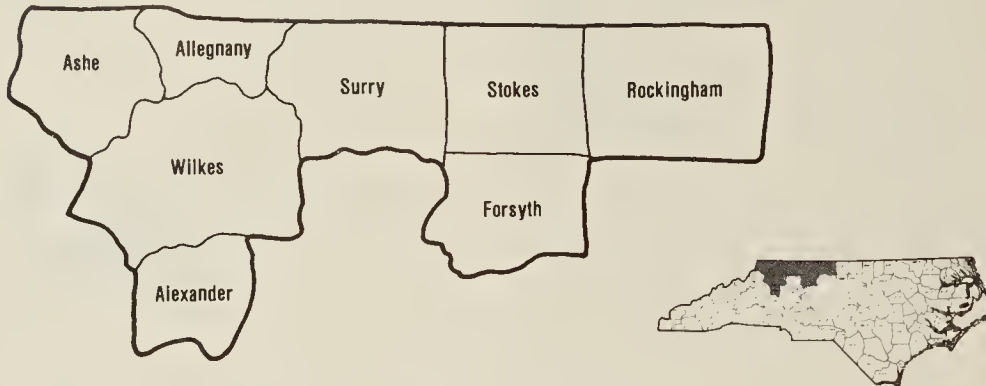 Ashe
Allegnany
Surry
Stokes
Rockingham
Wilkes
Forsyth
Alexander